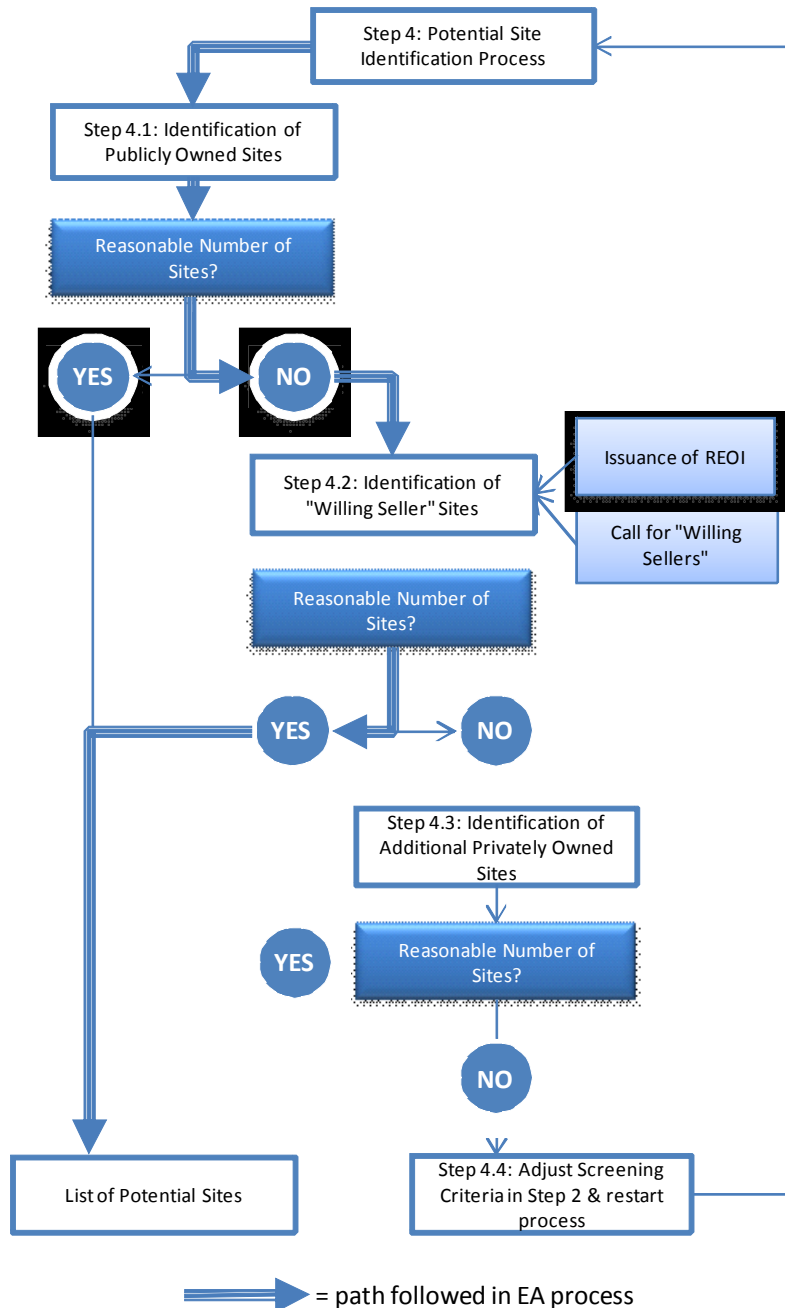 Step 4: Potential Site
Identification Process
Step 4.1: Identification of
Publicly Owned Sites
Reasonable Number of
Sites?
YES
NO
Step 4.2: Identification of
"Willing Seller" Sites
Issuance of REOI
Call for "Willing
Sellers"
Reasonable Number of
Sites?
YES
NO
Step 4.3: Identification of
Additional Privately Owned
Sites
YES
Reasonable Number of
Sites?
NO
List of Potential Sites
Step 4.4: Adjust Screening
Criteria in Step 2 & restart
process
= path followed in EA process